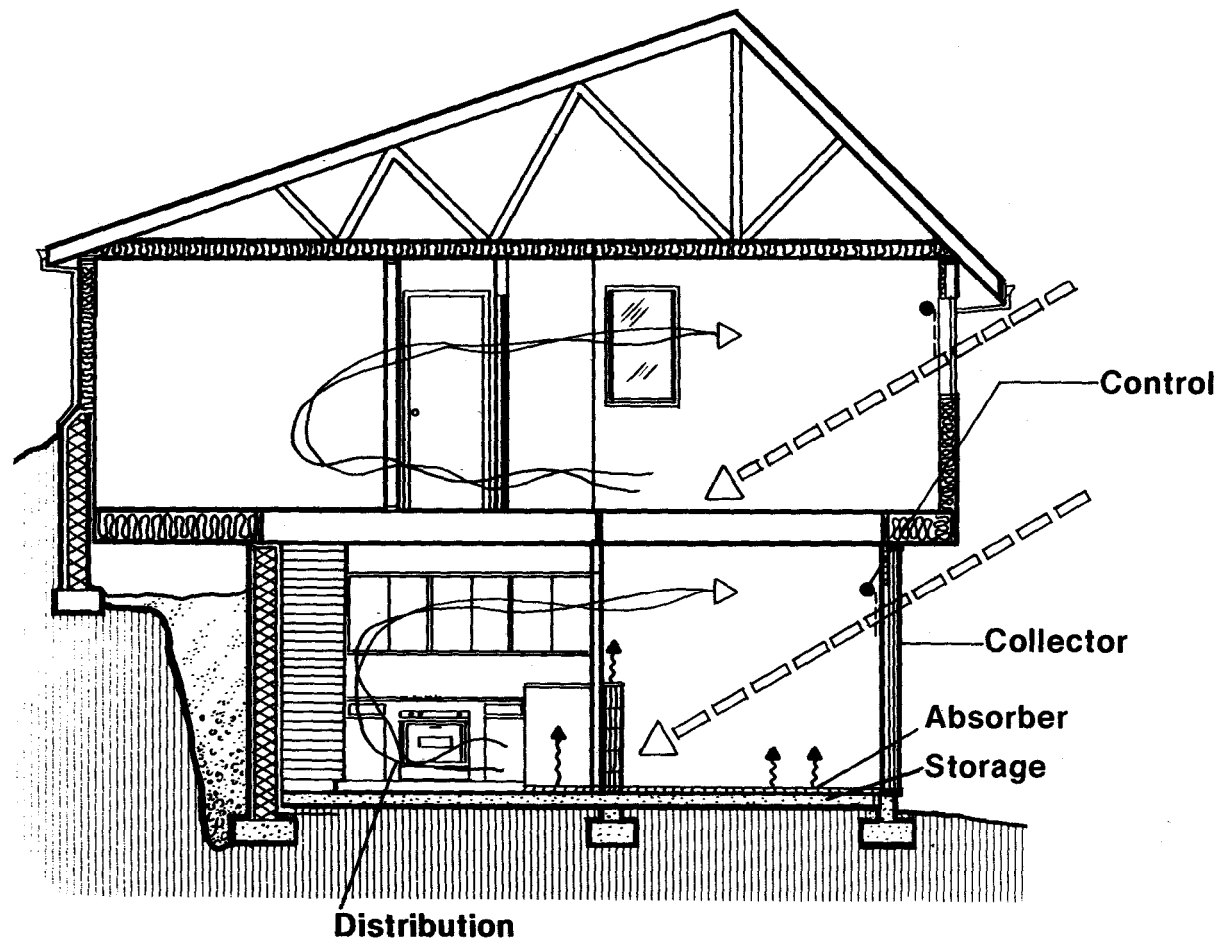 Control
Collector
Absorber
Storage
Distribution